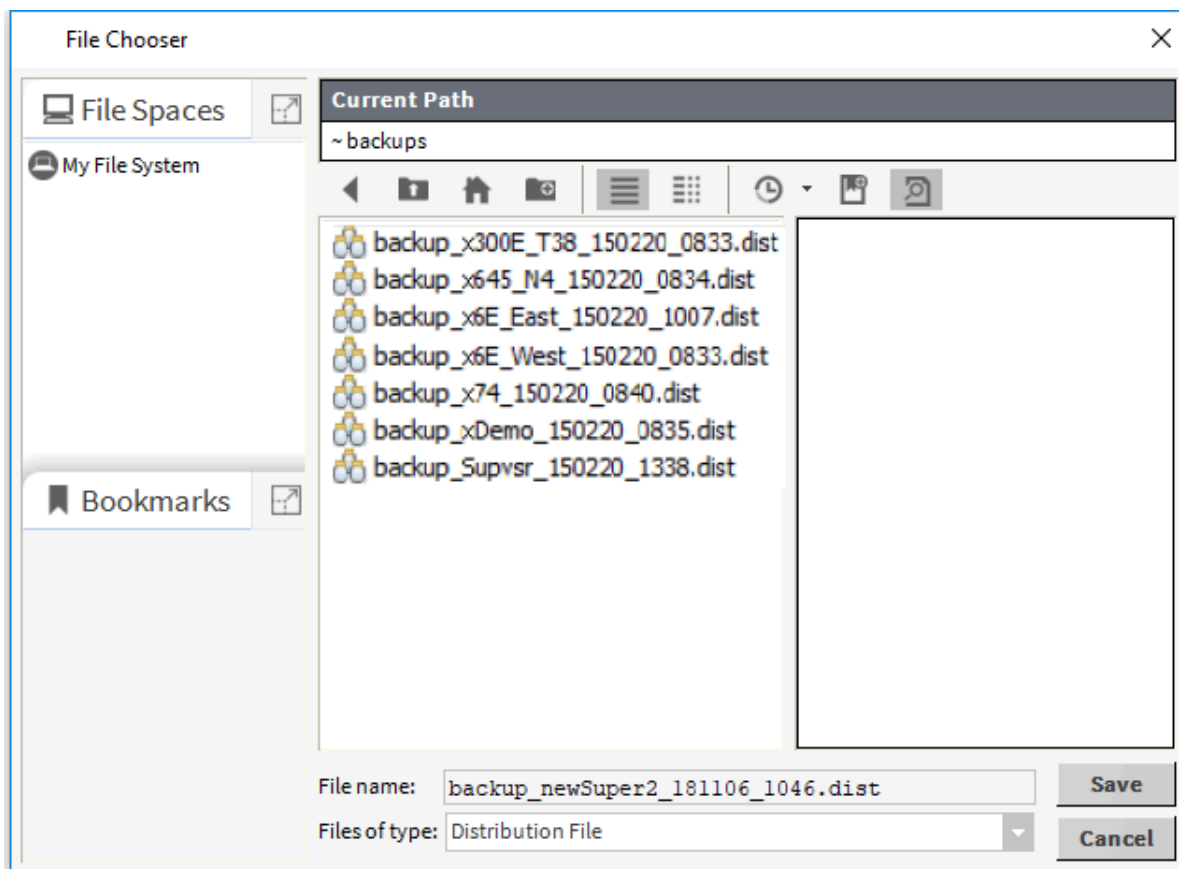 File Chooser
File Spaces
My File System
Bookmarks
Current Path
~backups
backup_x300E_T38_150220_0833.dist
backup_x645_N4_150220_0834.dist
backup_x6E_East_150220_1007.dist
backup_x6E_West_150220_0833.dist
backup_x74_150220_0840.dist
backup_xDemo_150220_0835.dist
backup_Supvsr_150220_1338.dist
File name: backup_newSuper2_181106_1046.dist Save
Files of type: Distribution File Cancel